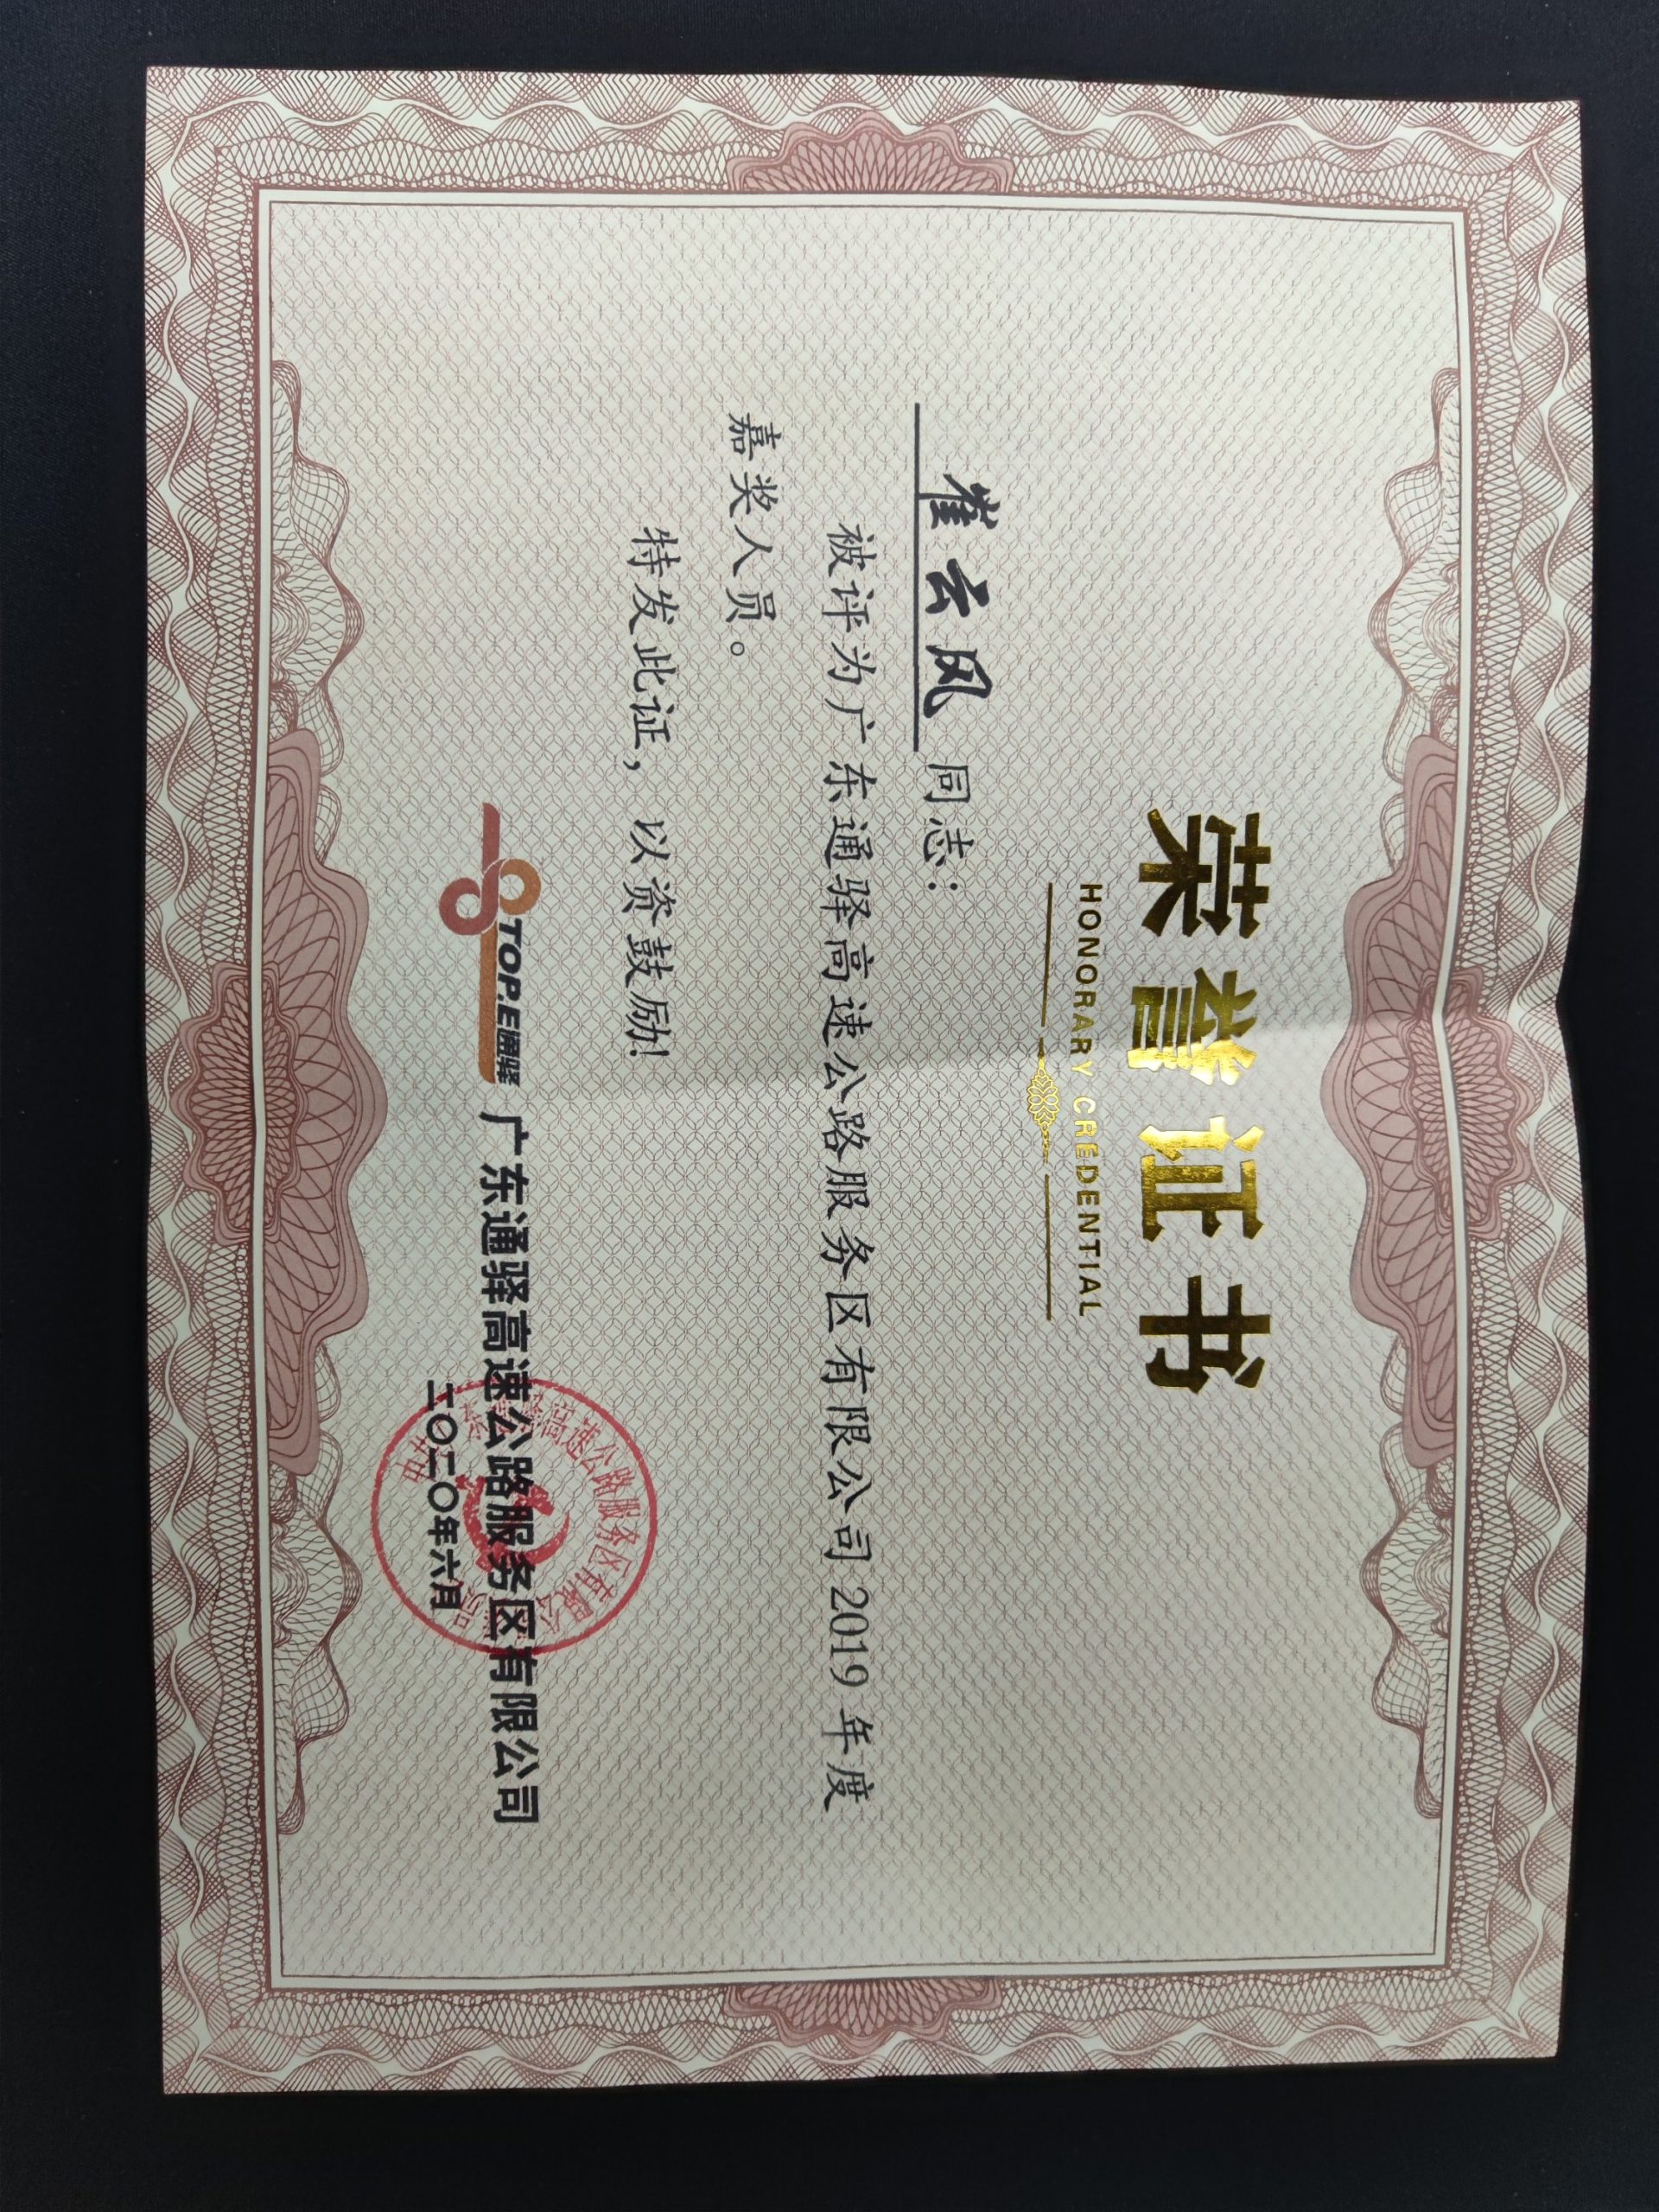 荣誉证书
HONORARY CREDENTIAL
崔云风同志：
被评为广东通驿高速公路服务区有限公司2019年度
嘉奖人员。
特发此证，以资鼓励！
TOP.E通驿 广东通驿高速公路服务区有限公司
二〇二〇年六月